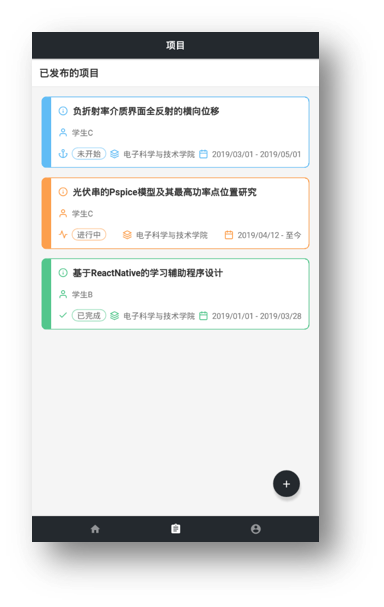 项目
已发布的项目
负折射率介质界面全反射的横向位移
学生C
未开始 电子科学与技术学院 2019/03/01 - 2019/05/01
光伏串的Pspice模型及其最高功率点位置研究
学生C
进行中 电子科学与技术学院 2019/04/12 - 至今
基于ReactNative的学习辅助程序设计
学生B
已完成 电子科学与技术学院 2019/01/01 - 2019/03/28